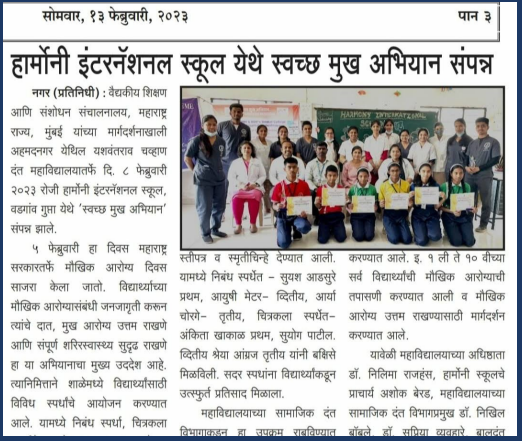 सोमवार, १३ फेब्रुवारी, २०२३
पान ३
हार्मोनी इंटरनॅशनल स्कूल येथे स्वच्छ मुख अभियान संपन्न
नगर (प्रतिनिधी) : वैद्यकीय शिक्षण
आणि संशोधन संचालनालय, महाराष्ट्र
राज्य, मुंबई यांच्या मार्गदर्शनाखाली
अहमदनगर येथिल यशवंतराव चव्हाण
दंत महाविद्यालयातर्फे दि. ८ फेब्रुवारी
२०२३ रोजी हार्मोनी इंटरनॅशनल स्कूल,
वडगांव गुप्ता येथे 'स्वच्छ मुख अभियान'
संपन्न झाले.
५ फेब्रुवारी हा दिवस महाराष्ट्र
सरकारतर्फे मौखिक आरोग्य दिवस
साजरा केला जातो. विद्यार्थ्यांच्या
मौखिक आरोग्यासंबंधी जनजागृती करून
त्यांचे दात, मुख आरोग्य उत्तम राखणे
आणि संपूर्ण शरिरस्वास्थ्य सुदृढ राखणे
हा या अभियानाचा मुख्य उददेश आहे.
त्यानिमित्ताने शाळेमध्ये विद्यार्थ्यांसाठी
विविध स्पर्धांचे आयोजन करण्यात
आले. यामध्ये निबंध स्पर्धा, चित्रकला
HARMONY INTERNATIONAL
स्तीपत्र व स्मृतीचिन्हे देण्यात आली.
यामध्ये निबंध स्पर्धेत - सुयश आडसुरे
प्रथम, आयुषी मेटर- व्दितीय, आर्या
चोरगे- तृतीय, चित्रकला स्पर्धेत-
अंकिता खाकाळ प्रथम, सुयोग पाटील.
व्दितीय श्रेया आंग्रज तृतीय यांनी बक्षिसे
मिळविली. सदर स्पधांना विद्यार्थ्यांकडून
उत्स्फुर्त प्रतिसाद मिळाला.
महाविद्यालयाच्या सामाजिक दंत
विभागाकडन हा उपक्रम राबविण्यात
करण्यात आले. इ. १ ली ते १० वीच्या
सर्व विद्यार्थ्यांची मौखिक आरोग्याची
तपासणी करण्यात आली व मौखिक
आरोग्य उत्तम राखण्यासाठी मार्गदर्शन
करण्यात आले.
यावेळी महाविद्यालयाच्या अधिष्ठाता
डॉ. निलिमा राजहंस, हार्मोनी स्कूलचे
प्राचार्य अशोक बेरड, महाविद्यालयाच्या
सामाजिक दंत विभागप्रमुख डॉ. निखिल
बोंबले, डॉ. सुप्रिया व्यवहारे, बालदंत